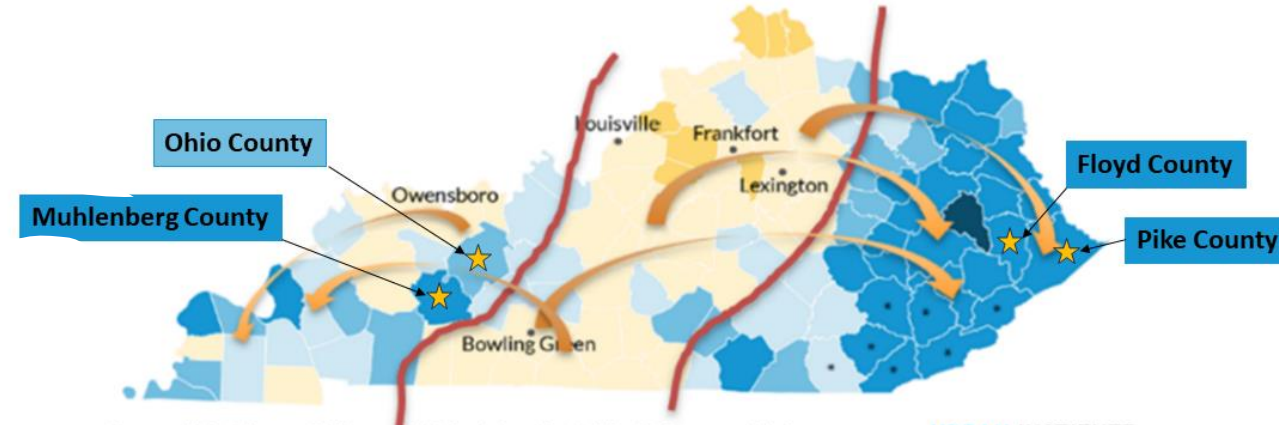 Louisville
Frankfort
Ohio County
Floyd County
Lexington
Owensboro
Muhlenberg County
Pike County
Bowling Green